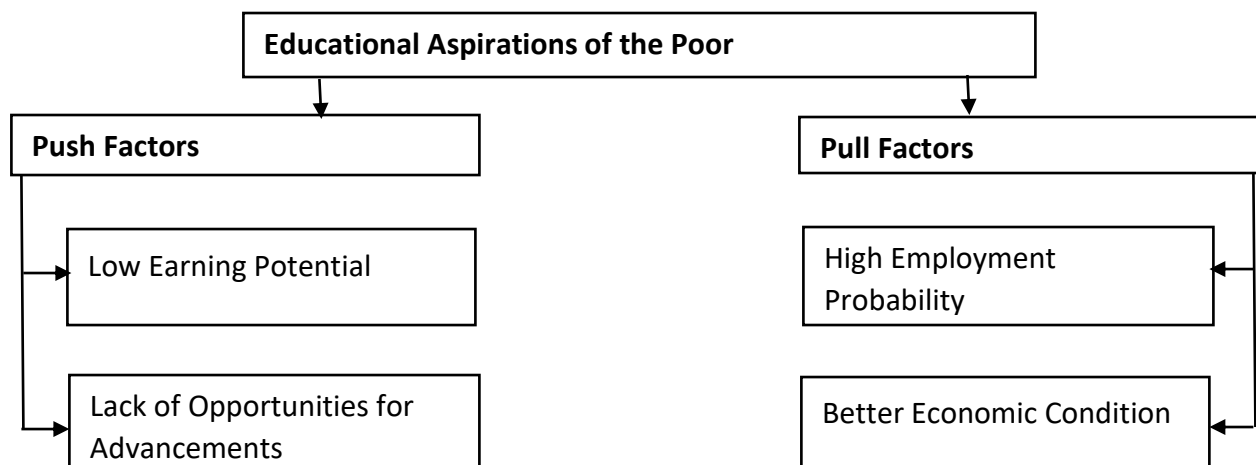 Educational Aspirations of the Poor
Push Factors
Pull Factors
Low Earning Potential
High Employment
Probability
Lack of Opportunities for
Advancements
Better Economic Condition